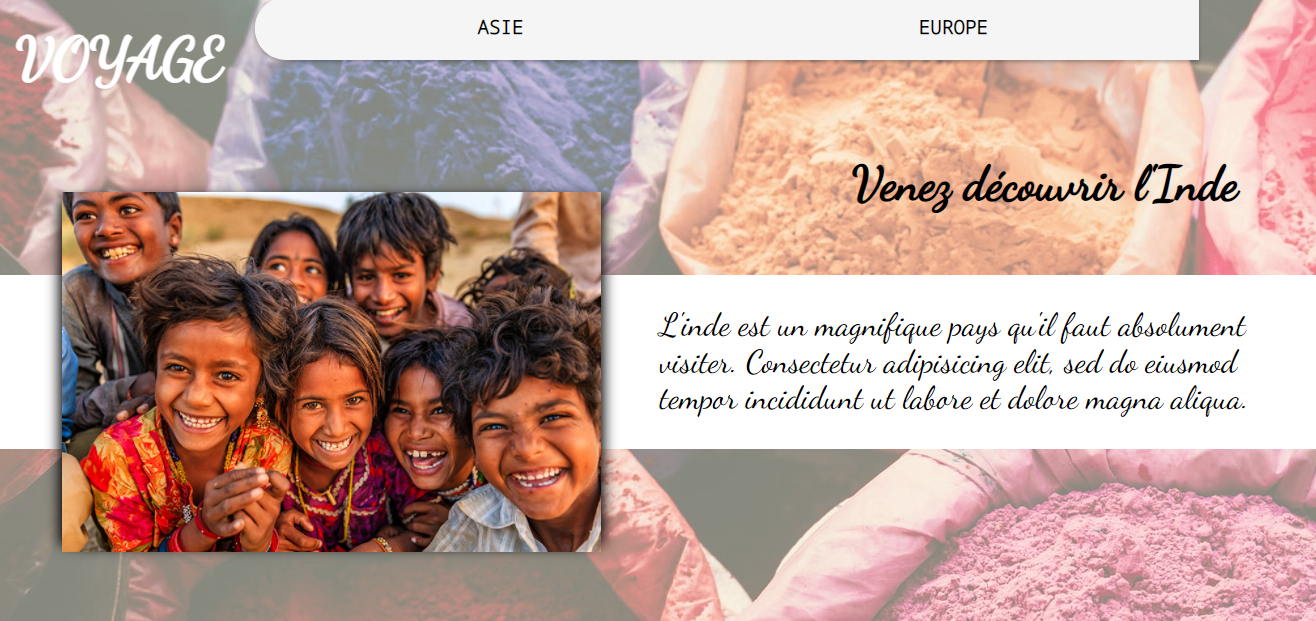 VOYAGE
ASIE
EUROPE
Venez découvrir l'Inde
L'inde est un magnifique pays qu'il faut absolument
visiter. Consectetur adipisicing elit, sed do eiusmod
tempor incididunt ut labore et dolore magna aliqua.